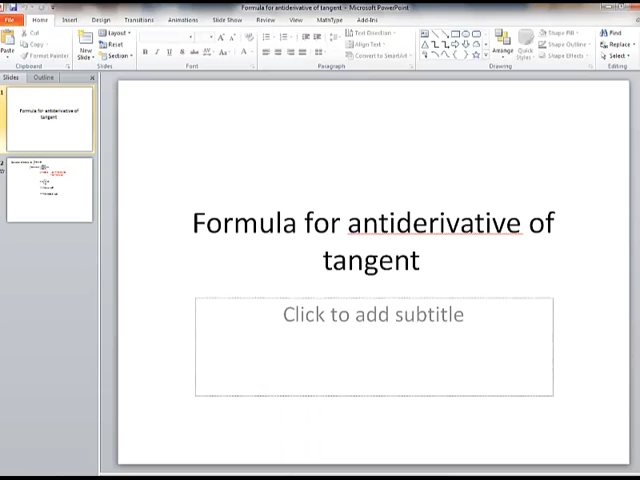 Formula for antiderivative of tangent - Microsoft PowerPoint
File Home Insert Design Transitions Animations Slide Show Review View MathType Add-Ins
Paste
Cut
Copy
Format Painter
Clipboard
New
Slide
Layout
Reset
Section
Slides
Font
Text Direction
Align Text
Convert to SmartArt
Paragraph
Arrange
Quick
Styles
Shape Fill
Shape Outline
Shape Effects
Drawing
Find
Replace
Select
Editing
Slides Outline
1
Formula for antiderivative of
tangent
2
Formula for antiderivative of
tangent
Click to add subtitle